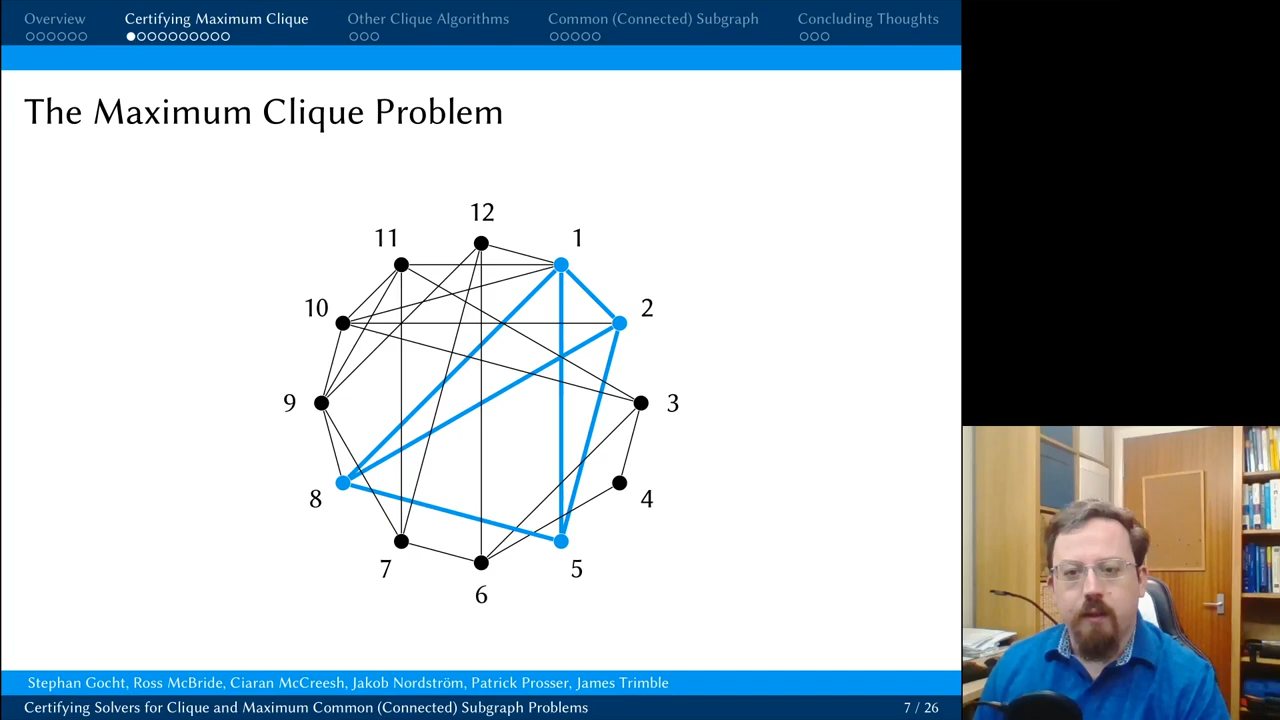 Overview
Certifying Maximum Clique
Other Clique Algorithms
Common (Connected) Subgraph
Concluding Thoughts
The Maximum Clique Problem
12
11
1
10
2
9
3
8
4
7
5
6
Stephan Gocht, Ross McBride, Ciaran McCreesh, Jakob Nordström, Patrick Prosser, James Trimble
Certifying Solvers for Clique and Maximum Common (Connected) Subgraph Problems
7 / 26